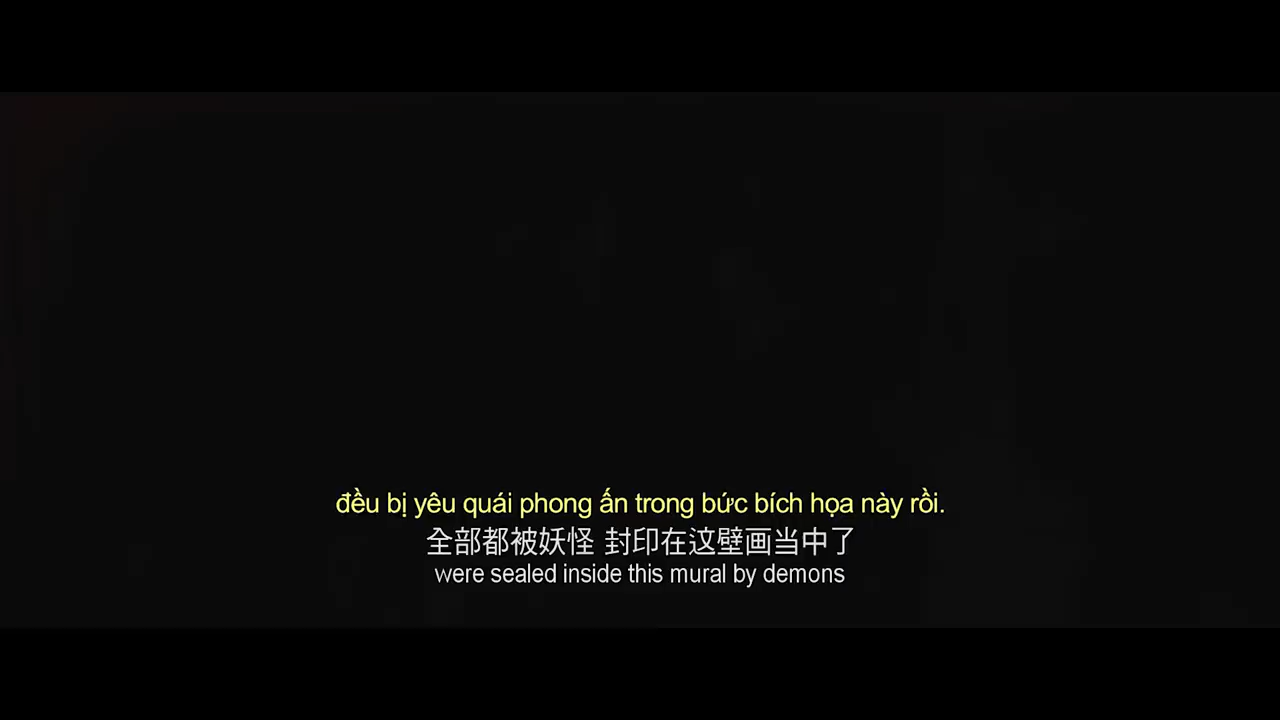 đều bị yêu quái phong ấn trong bức bích họa này rồi.
全部都被妖怪 封印在这壁画当中了
were sealed inside this mural by demons